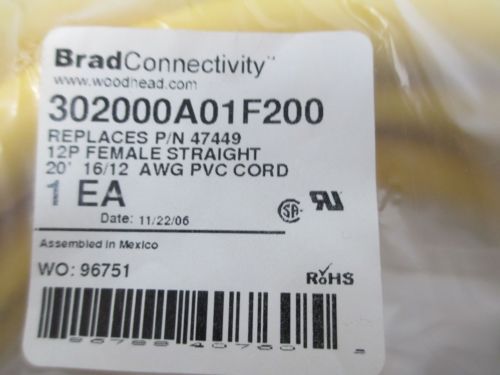 BradConnectivity™
www.woodhead.com
302000A01F200
REPLACES P/N 47449
12P FEMALE STRAIGHT
20' 16/12 AWG PVC CORD
1 EA
Date: 11/22/06
Assembled in Mexico
WO: 96751
RoHS